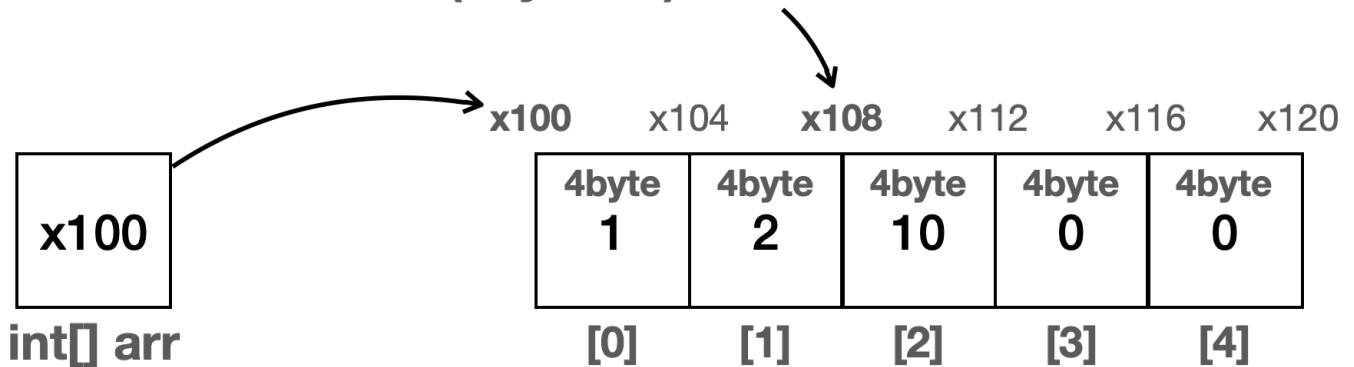 x100 x104 x108 x112 x116 x120
4byte 4byte 4byte 4byte 4byte
x100 1 2 10 0 0
int[] arr [0] [1] [2] [3] [4]